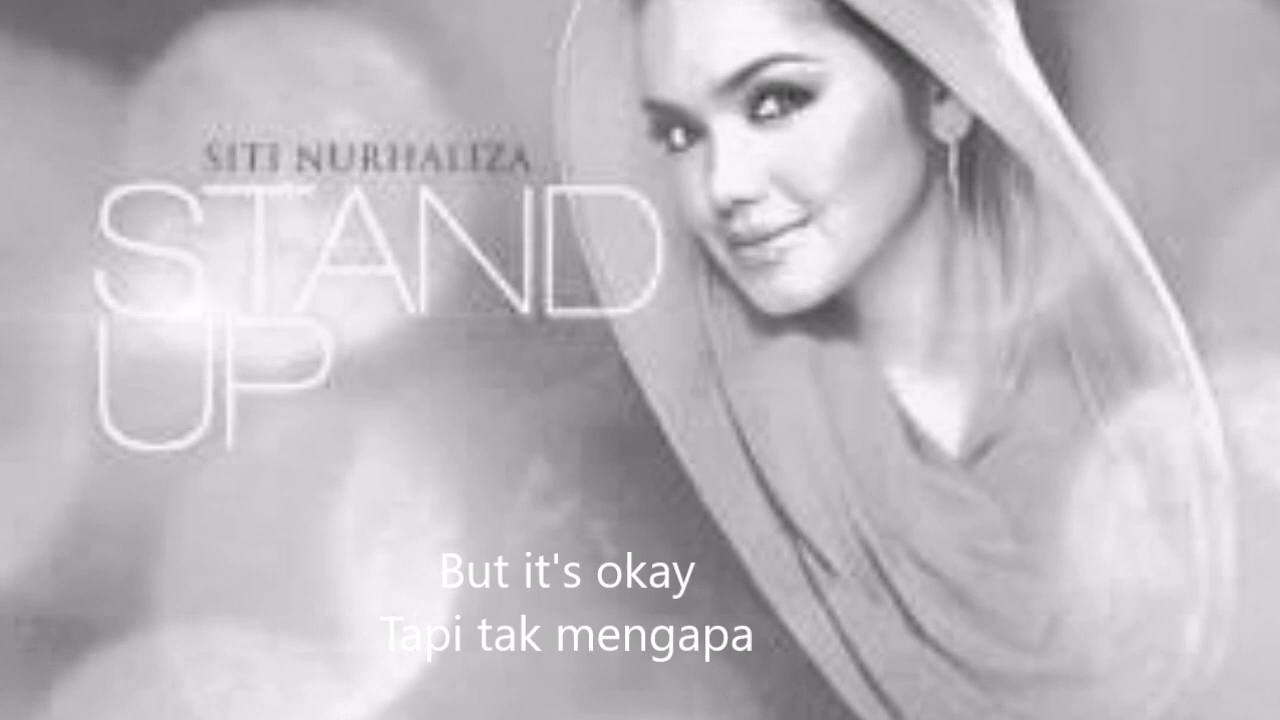 SITI NURHALIZA
STAND
UP
But it's okay
Tapi tak mengapa